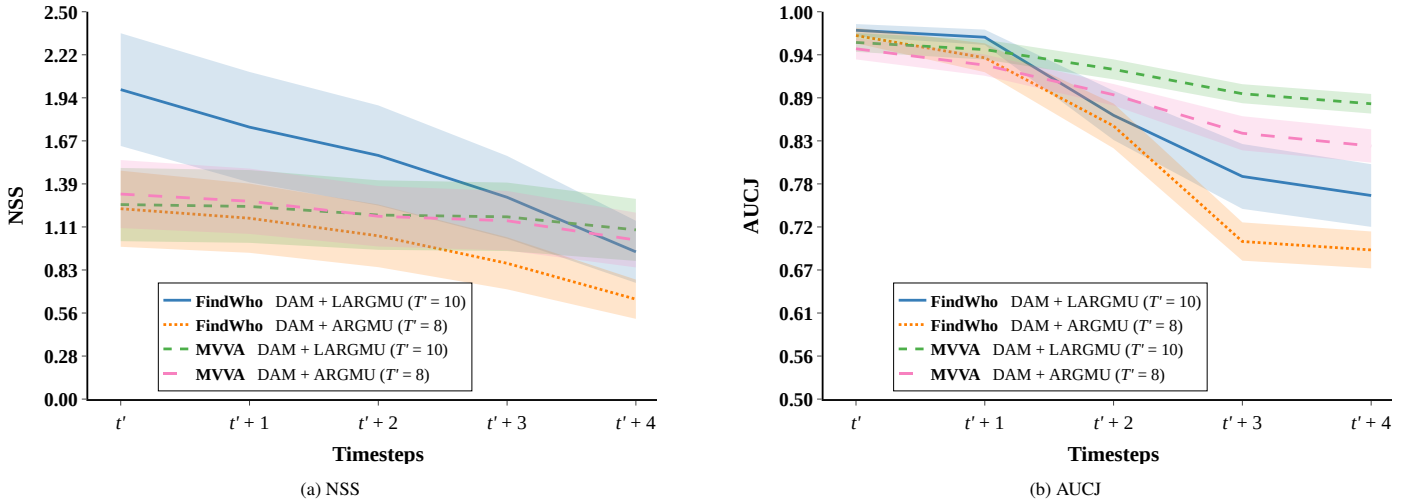 NSS
2.50
2.22
1.94
1.67
1.39
1.11
0.83
0.56
0.28
0.00
FindWho DAM + LARGMU (T′ = 10)
FindWho DAM + ARGMU (T′ = 8)
MVVA DAM + LARGMU (T′ = 10)
MVVA DAM + ARGMU (T′ = 8)
t′ t′ + 1 t′ + 2 t′ + 3 t′ + 4
Timesteps
(a) NSS
AUCJ
1.00
0.94
0.89
0.83
0.78
0.72
0.67
0.61
0.56
0.50
FindWho DAM + LARGMU (T′ = 10)
FindWho DAM + ARGMU (T′ = 8)
MVVA DAM + LARGMU (T′ = 10)
MVVA DAM + ARGMU (T′ = 8)
t′ t′ + 1 t′ + 2 t′ + 3 t′ + 4
Timesteps
(b) AUCJ